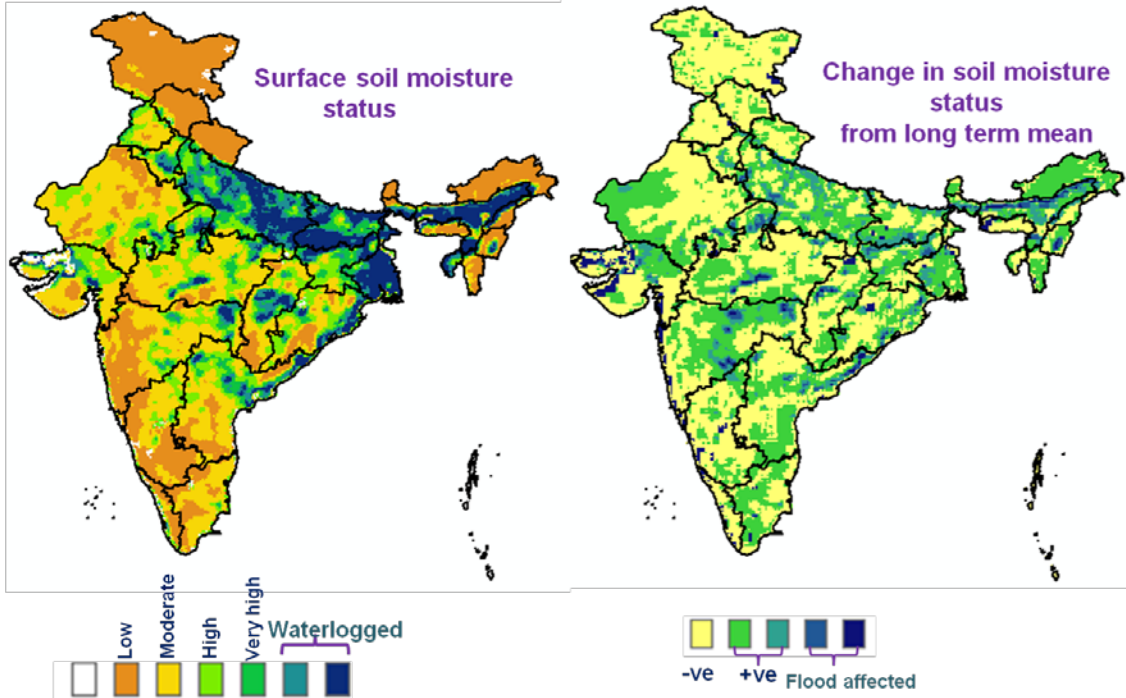 Surface soil moisture
status
Change in soil moisture
status
from long term mean
Low
Moderate
High
Very high
Waterlogged
-ve
+ve
Flood affected